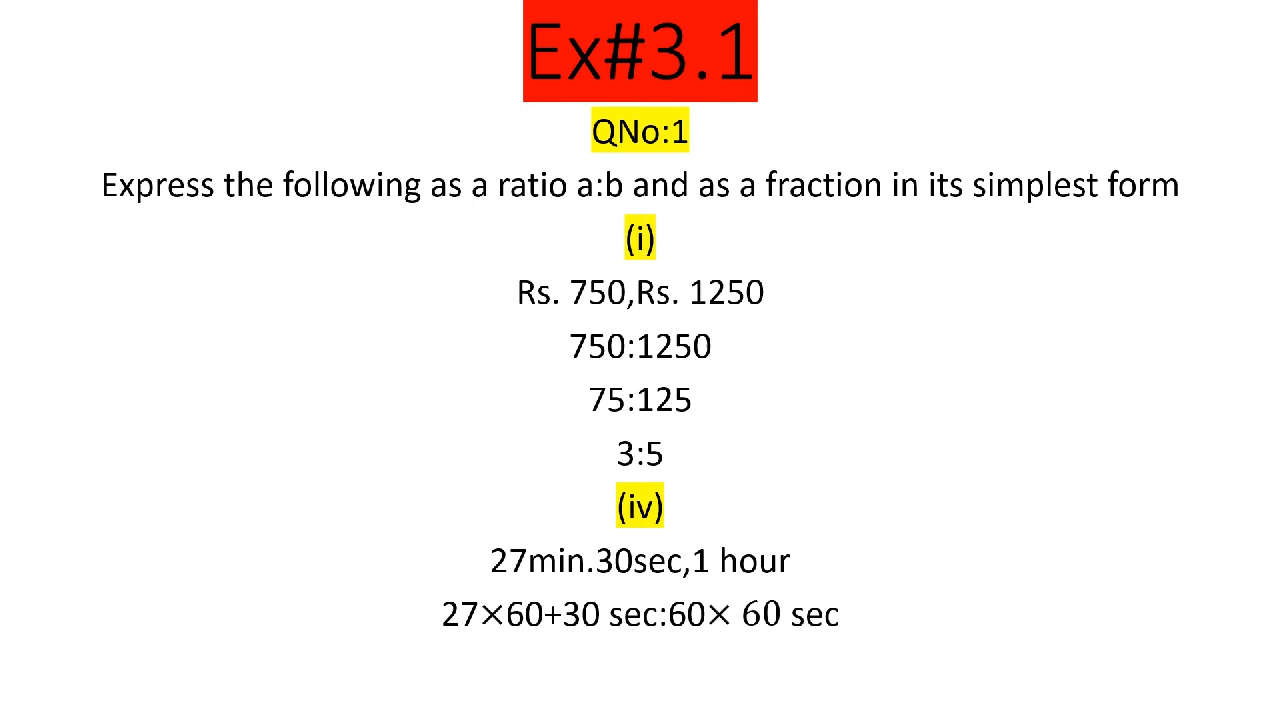 Ex#3.1
QNo:1
Express the following as a ratio a:b and as a fraction in its simplest form
(i)
Rs. 750,Rs. 1250
750:1250
75:125
3:5
(iv)
27min.30sec,1 hour
27×60+30 sec:60× 60 sec